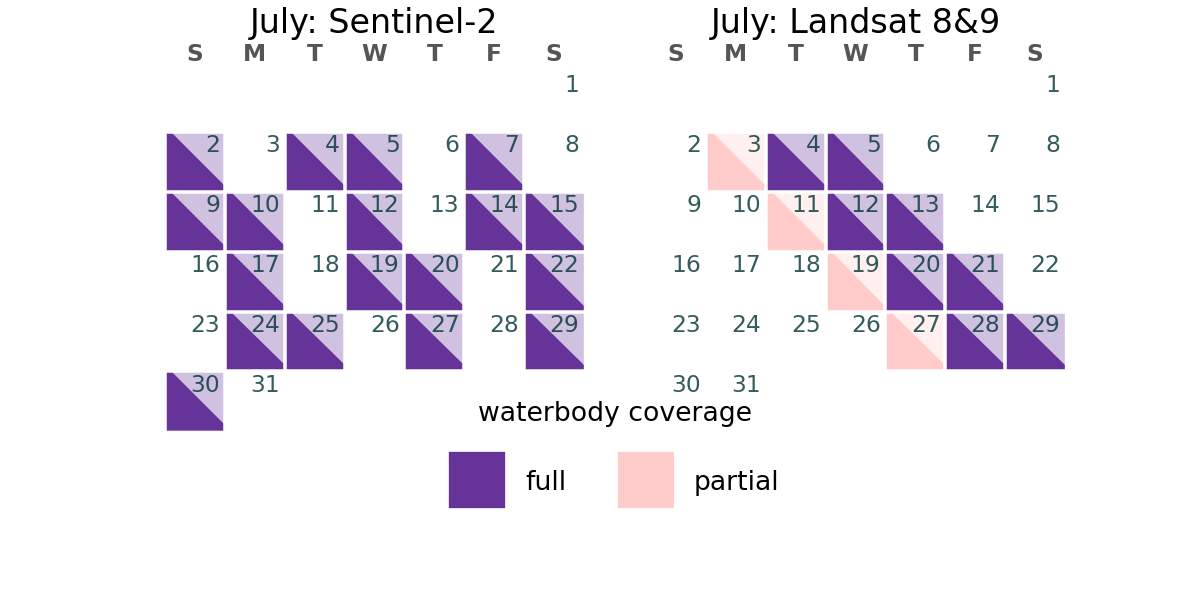 July: Sentinel-2
S M T W T F S
1
2 3 4 5 6 7 8
9 10 11 12 13 14 15
16 17 18 19 20 21 22
23 24 25 26 27 28 29
30 31
July: Landsat 8&9
S M T W T F S
1
2 3 4 5 6 7 8
9 10 11 12 13 14 15
16 17 18 19 20 21 22
23 24 25 26 27 28 29
30 31
waterbody coverage
full partial